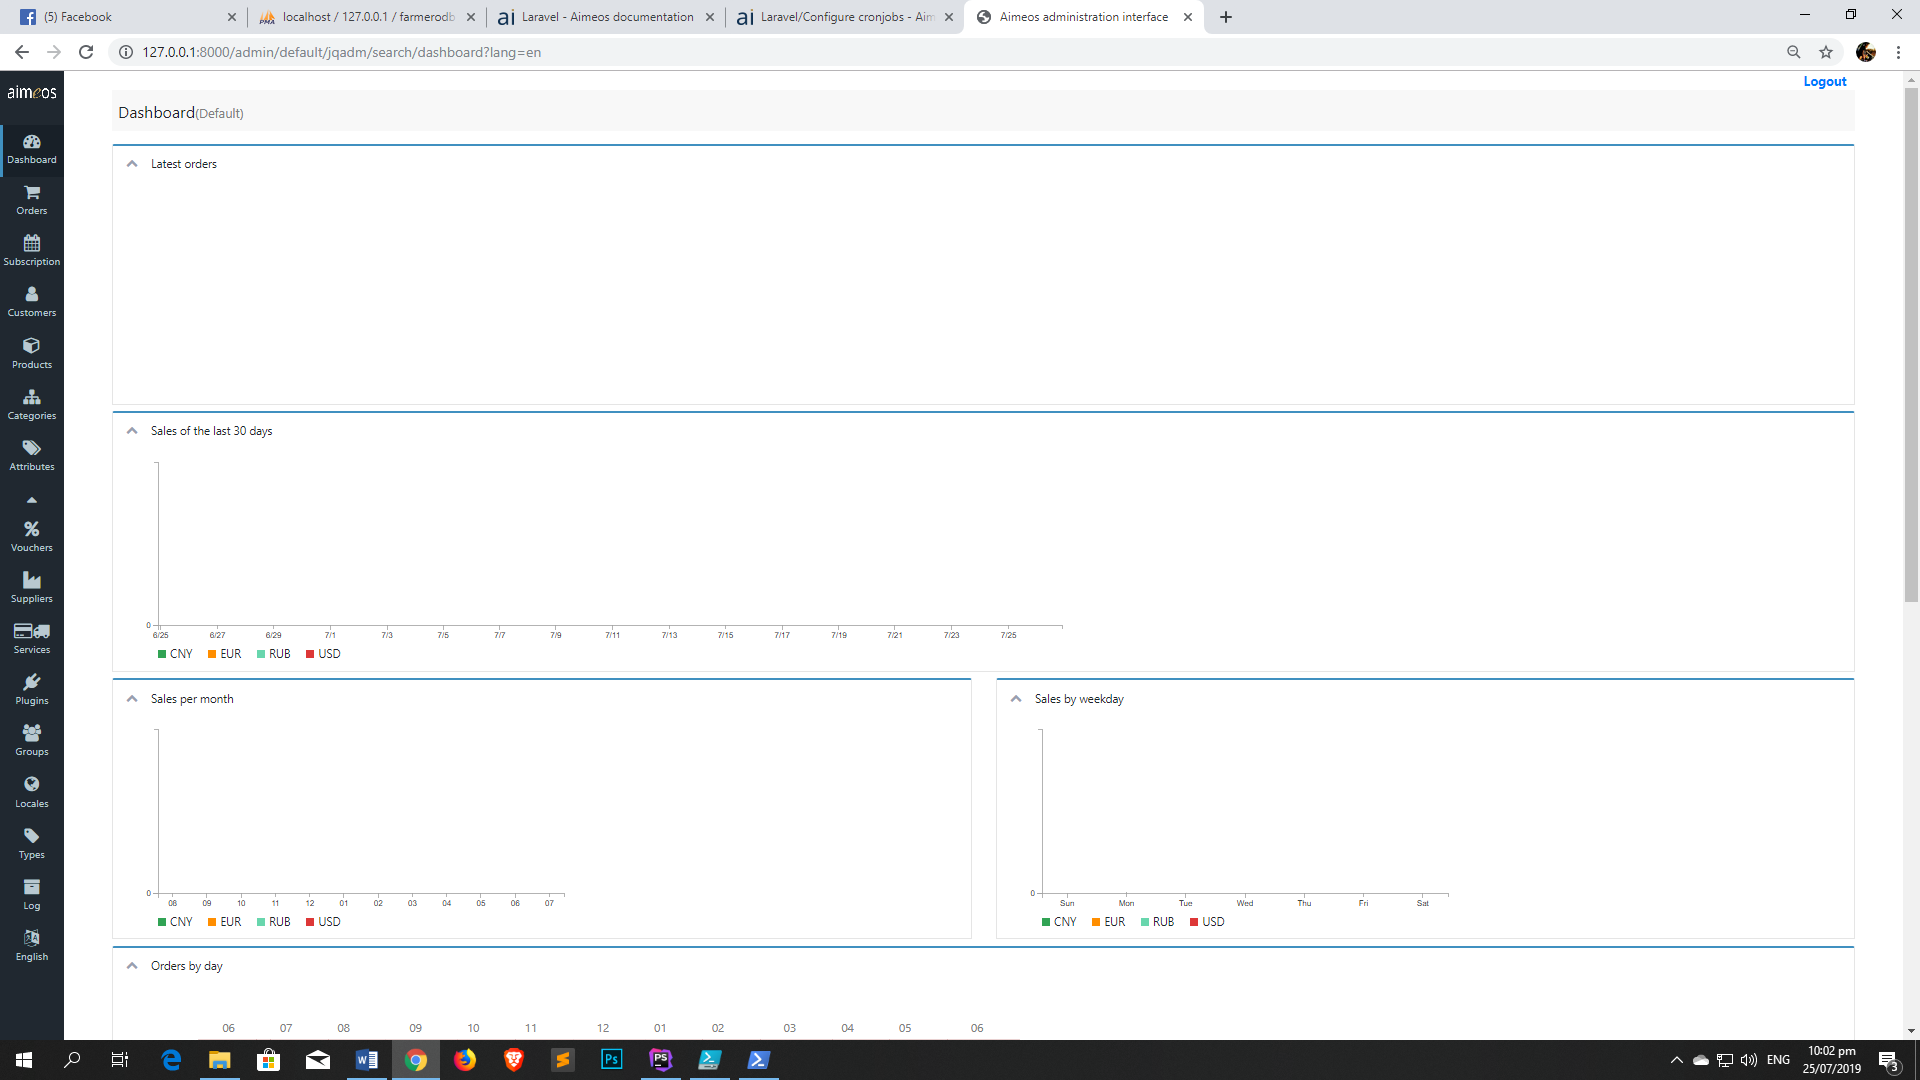 (5) Facebook
localhost / 127.0.0.1 / farmerodb
Laravel - Aimeos documentation
Laravel/Configure cronjobs - Aim
Aimeos administration interface
127.0.0.1:8000/admin/default/jqadm/search/dashboard?lang=en
aimeos
Logout
Dashboard(Default)
Dashboard
Orders
Subscription
Customers
Products
Categories
Attributes
Vouchers
Suppliers
Services
Plugins
Groups
Locales
Types
Log
English
Latest orders
Sales of the last 30 days
0
6/25 6/27 6/29 7/1 7/3 7/5 7/7 7/9 7/11 7/13 7/15 7/17 7/19 7/21 7/23 7/25
CNY EUR RUB USD
Sales per month
0
08 09 10 11 12 01 02 03 04 05 06 07
CNY EUR RUB USD
Sales by weekday
0
Sun Mon Tue Wed Thu Fri Sat
CNY EUR RUB USD
Orders by day
06 07 08 09 10 11 12 01 02 03 04 05 06
ENG
10:02 pm
25/07/2019
3